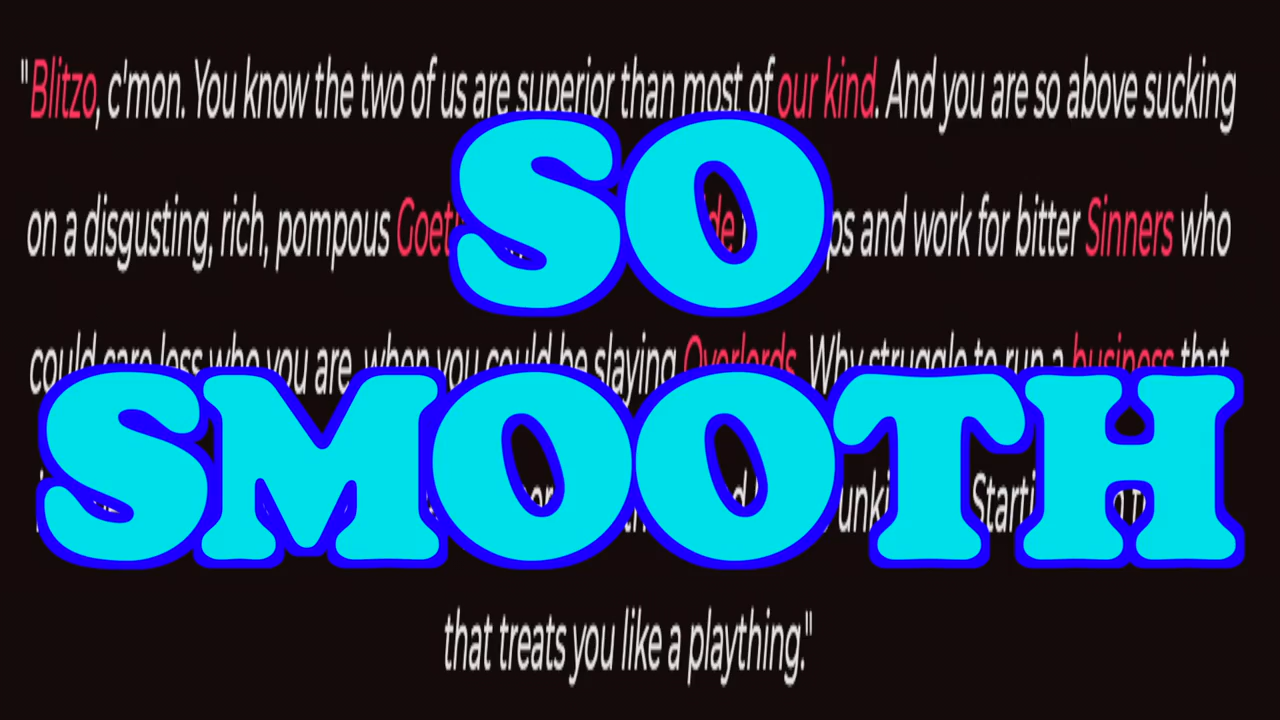 "Blitzo, c'mon. You know the two of us are superior than most of our kind. And you are so above sucking
SO
on a disgusting, rich, pompous and work for bitter Sinners who
could care less who you are, when you could be slaying Overlords. Why struggle to run a business that
SMOOTH
that treats you like a plaything."